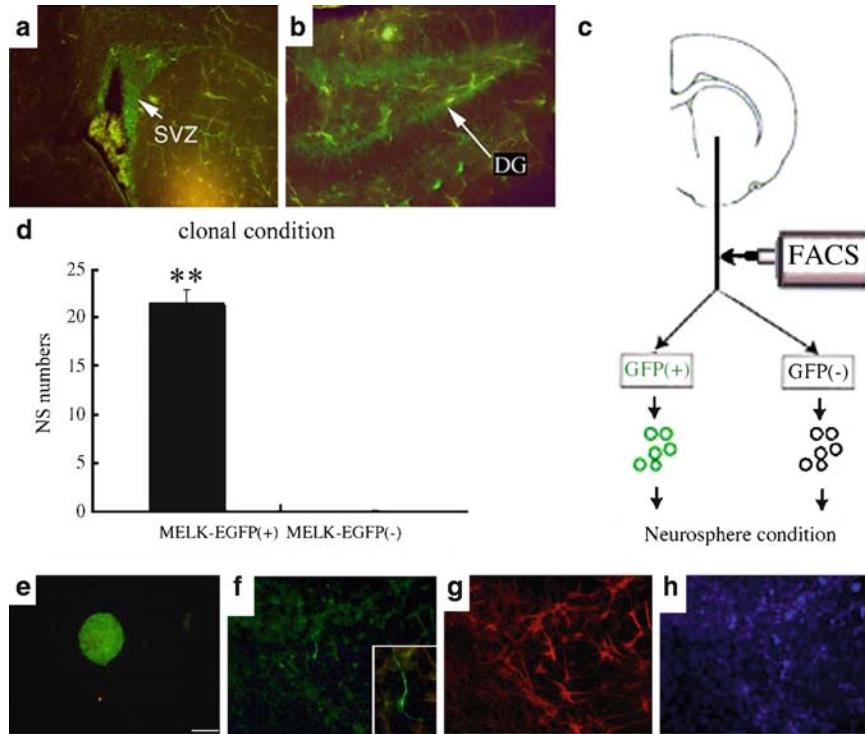 a
SVZ
b
DG
c
FACS
GFP(+)
GFP(-)
Neurosphere condition
d
clonal condition
NS numbers
25
20
15
10
5
0
**
MELK-EGFP(+) MELK-EGFP(-)
e
f
g
h